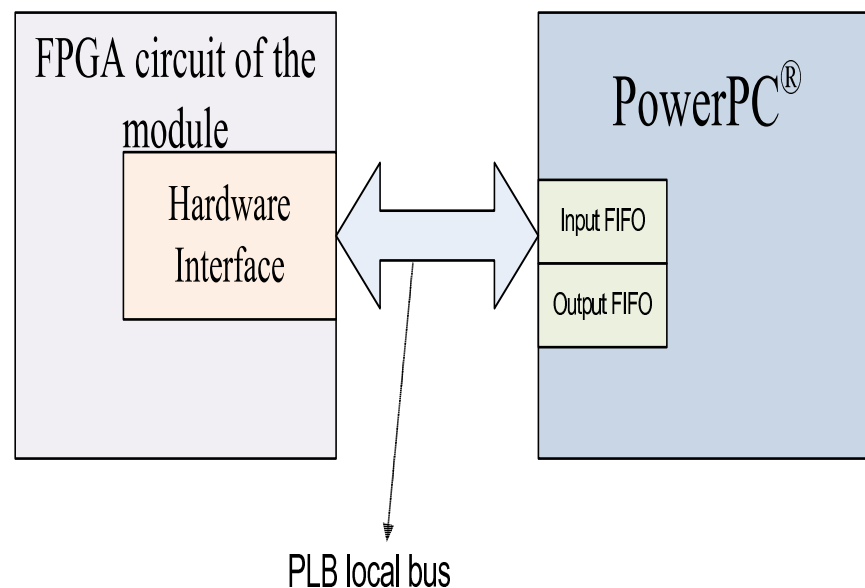 FPGA circuit of the
module
Hardware
Interface
PowerPC®
Input FIFO
Output FIFO
PLB local bus